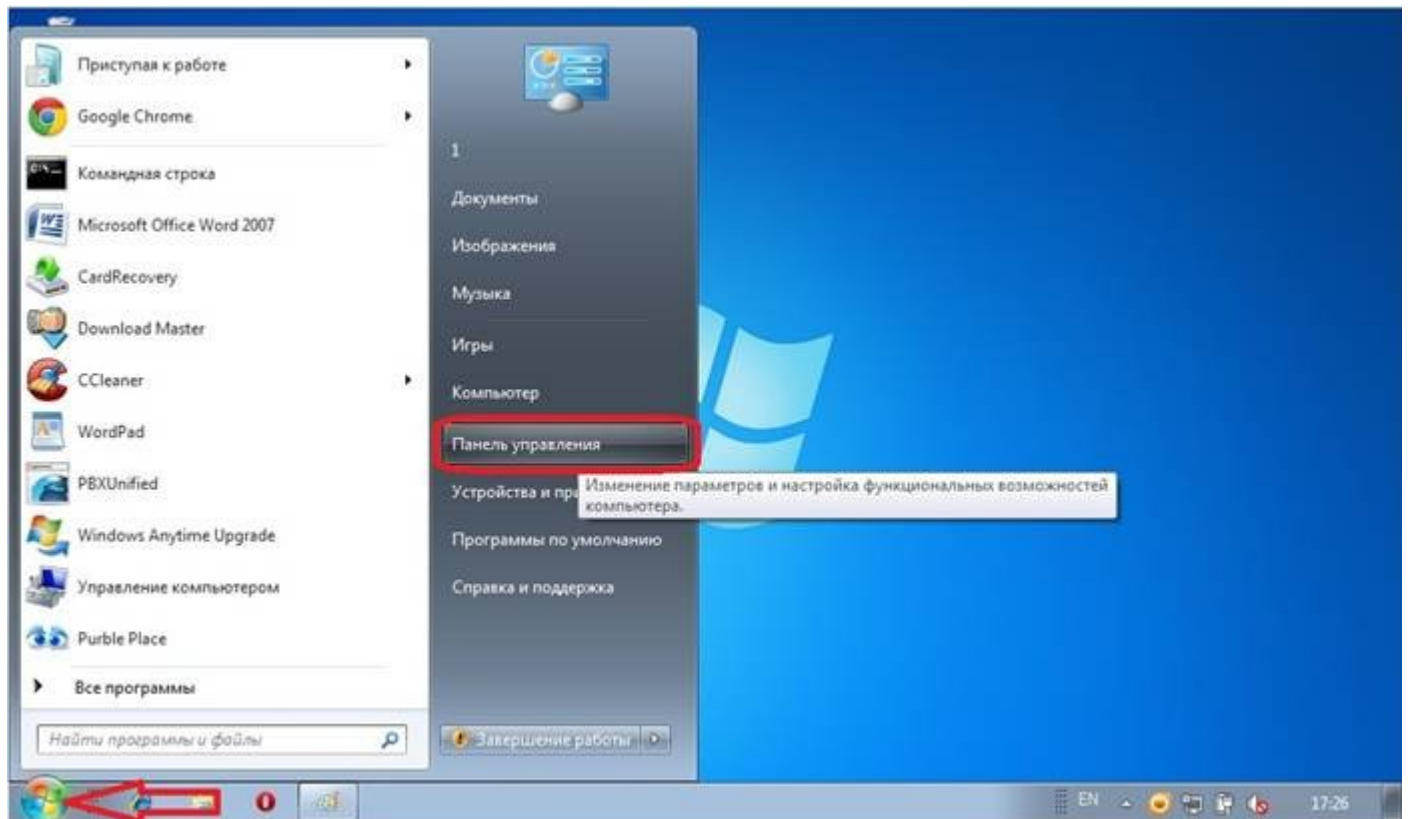 Приступая к работе
Google Chrome
Командная строка
Microsoft Office Word 2007
CardRecovery
Download Master
CCleaner
WordPad
PBXUnified
Windows Anytime Upgrade
Управление компьютером
Purble Place
Все программы
Найти программы и файлы
1
Документы
Изображения
Музыка
Игры
Компьютер
Панель управления
Устройства и
Изменение параметров и настройка функциональных возможностей
компьютера.
Программы по умолчанию
Справка и поддержка
Завершение работы
EN
17:26